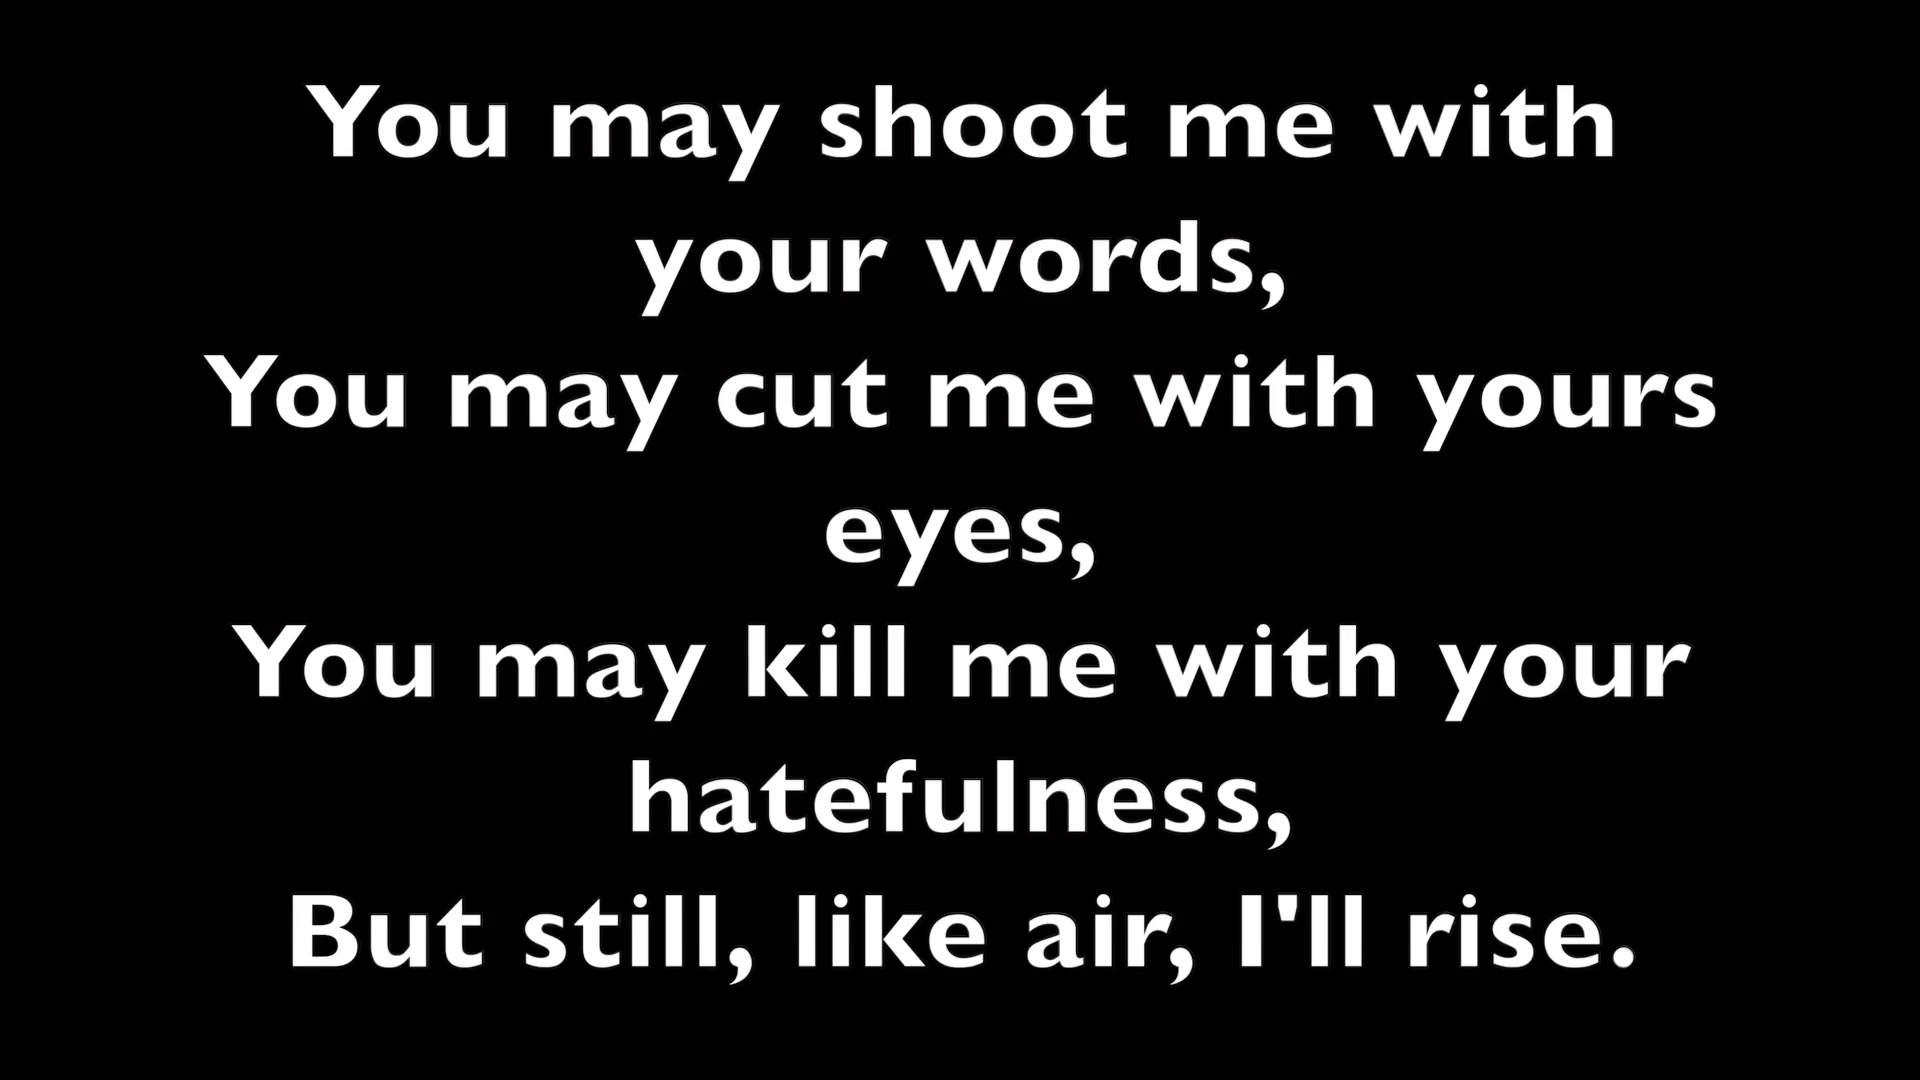 You may shoot me with
your words,
You may cut me with yours
eyes,
You may kill me with your
hatefulness,
But still, like air, I'll rise.